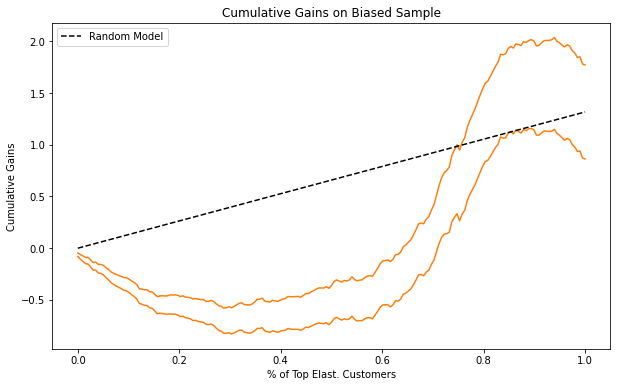 Cumulative Gains on Biased Sample
Random Model
Cumulative Gains
2.0
1.5
1.0
0.5
0.0
−0.5
0.0 0.2 0.4 0.6 0.8 1.0
% of Top Elast. Customers